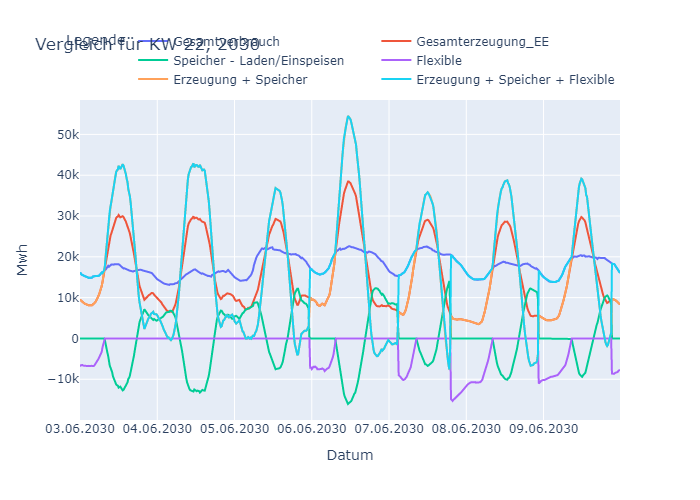 Vergleich für KW 22, 2030
Legende
Gesamtverbrauch
Gesamterzeugung_EE
Speicher - Laden/Einspeisen
Flexible
Erzeugung + Speicher
Erzeugung + Speicher + Flexible
50k
40k
30k
20k
10k
0
−10k
Mwh
03.06.2030 04.06.2030 05.06.2030 06.06.2030 07.06.2030 08.06.2030 09.06.2030
Datum